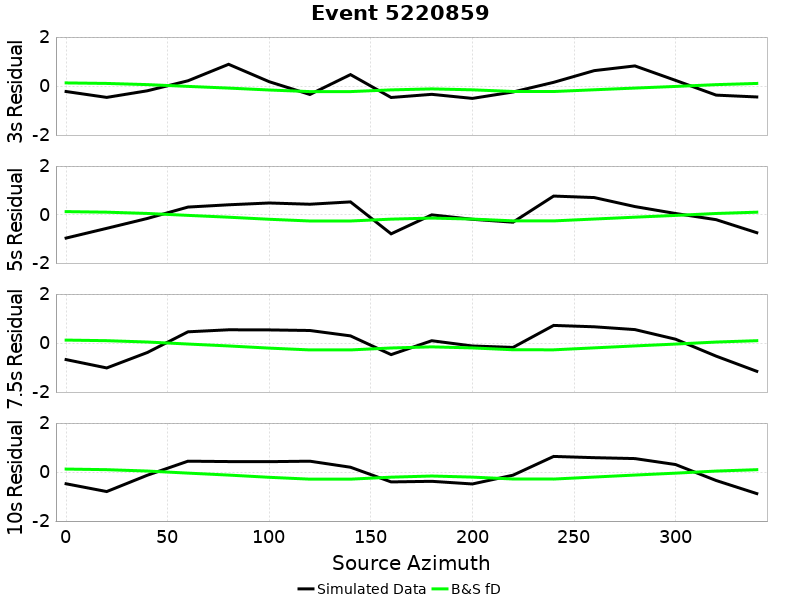 Event 5220859
3s Residual
2
0
-2
5s Residual
2
0
-2
7.5s Residual
2
0
-2
10s Residual
2
0
-2
0 50 100 150 200 250 300
Source Azimuth
Simulated Data B&S fD